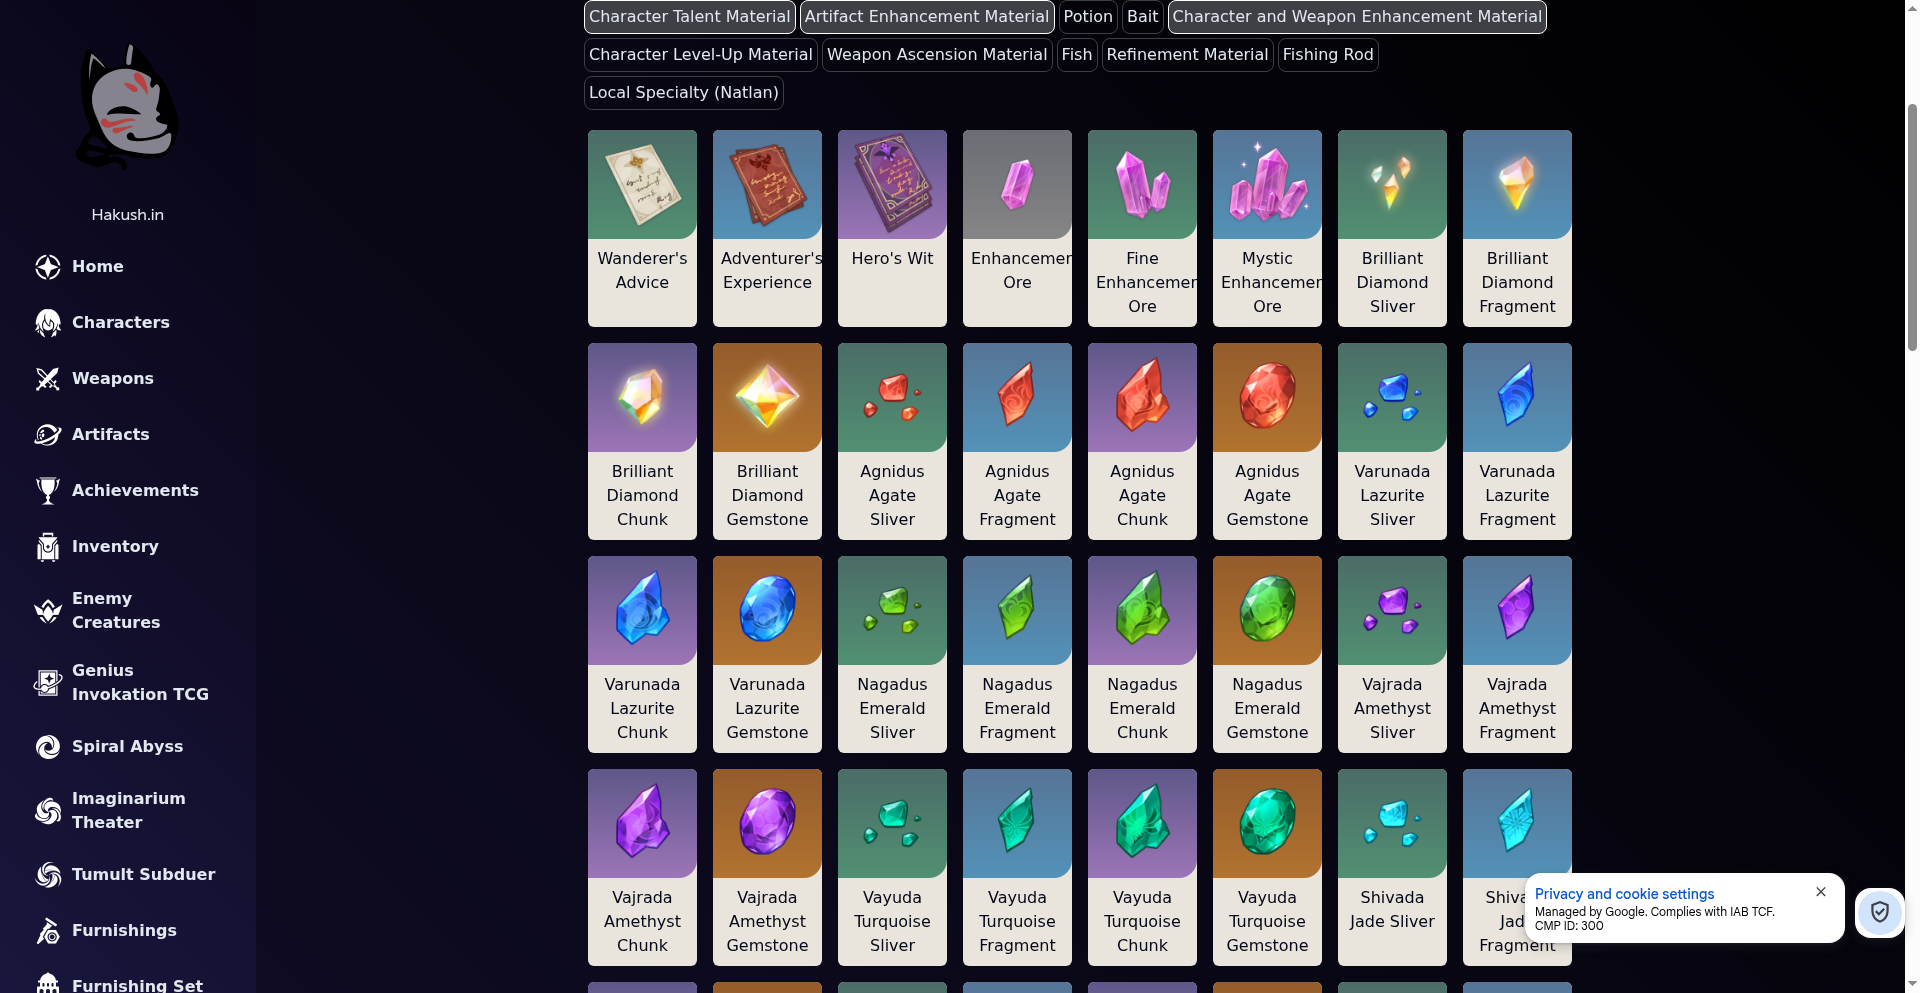 Character Talent Material Artifact Enhancement Material Potion Bait Character and Weapon Enhancement Material
Character Level-Up Material Weapon Ascension Material Fish Refinement Material Fishing Rod
Local Specialty (Natlan)
Hakush.in
Home
Characters
Weapons
Artifacts
Achievements
Inventory
Enemy
Creatures
Genius
Invokation TCG
Spiral Abyss
Imaginarium
Theater
Tumult Subduer
Furnishings
Furnishing Set
Wanderer's
Advice
Adventurer's
Experience
Hero's Wit
Enhancemen
Ore
Fine
Enhancemen
Ore
Mystic
Enhancemen
Ore
Brilliant
Diamond
Sliver
Brilliant
Diamond
Fragment
Brilliant
Diamond
Chunk
Brilliant
Diamond
Gemstone
Agnidus
Agate
Sliver
Agnidus
Agate
Fragment
Agnidus
Agate
Chunk
Agnidus
Agate
Gemstone
Varunada
Lazurite
Sliver
Varunada
Lazurite
Fragment
Varunada
Lazurite
Chunk
Varunada
Lazurite
Gemstone
Nagadus
Emerald
Sliver
Nagadus
Emerald
Fragment
Nagadus
Emerald
Chunk
Nagadus
Emerald
Gemstone
Vajrada
Amethyst
Sliver
Vajrada
Amethyst
Fragment
Vajrada
Amethyst
Chunk
Vajrada
Amethyst
Gemstone
Vayuda
Turquoise
Sliver
Vayuda
Turquoise
Fragment
Vayuda
Turquoise
Chunk
Vayuda
Turquoise
Gemstone
Shivada
Jade Sliver
Shiva
Jad
Fragment
Privacy and cookie settings
Managed by Google. Complies with IAB TCF.
CMP ID: 300